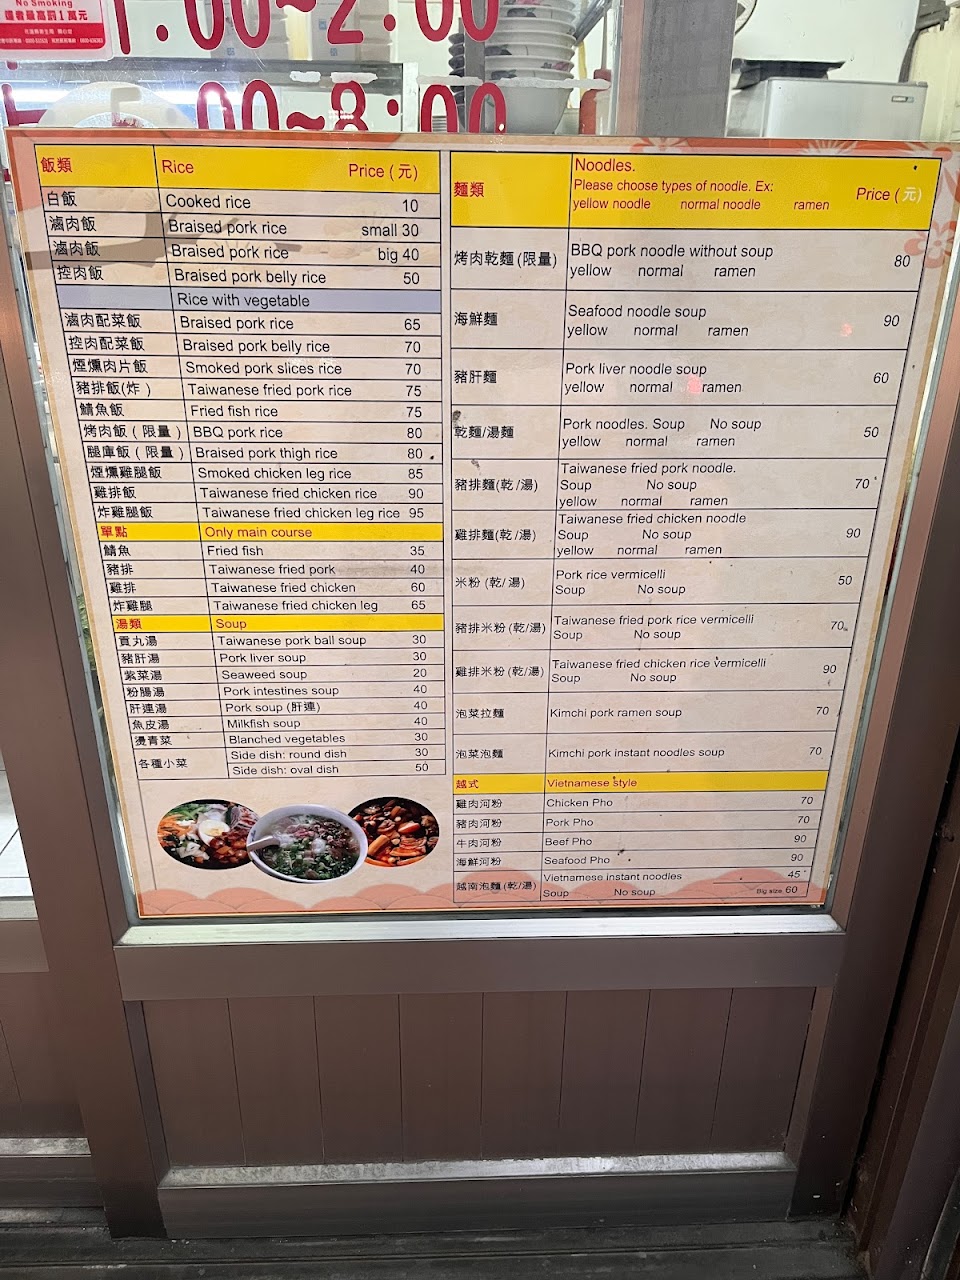 No Smoking
1:00~2:00
:00~8:00
飯類 Rice Price (元)
白飯 Cooked rice 10
滷肉飯 Braised pork rice small 30
滷肉飯 Braised pork rice big 40
控肉飯 Braised pork belly rice 50
Rice with vegetable
滷肉配菜飯 Braised pork rice 65
控肉配菜飯 Braised pork belly rice 70
煙燻肉片飯 Smoked pork slices rice 70
豬排飯(炸) Taiwanese fried pork rice 75
鯖魚飯 Fried fish rice 75
烤肉飯 ( 限量 ) BBQ pork rice 80
腿庫飯 ( 限量 ) Braised pork thigh rice 80
煙燻雞腿飯 Smoked chicken leg rice 85
雞排飯 Taiwanese fried chicken rice 90
炸雞腿飯 Taiwanese fried chicken leg rice 95
單點 Only main course
鯖魚 Fried fish 35
豬排 Taiwanese fried pork 40
雞排 Taiwanese fried chicken 60
炸雞腿 Taiwanese fried chicken leg 65
湯類 Soup
貢丸湯 Taiwanese pork ball soup 30
豬肝湯 Pork liver soup 30
紫菜湯 Seaweed soup 20
粉腸湯 Pork intestines soup 40
肝連湯 Pork soup (肝連) 40
魚皮湯 Milkfish soup 40
燙青菜 Blanched vegetables 30
各種小菜 Side dish: round dish 30
Side dish: oval dish 50
麵類 Noodles.
Please choose types of noodle. Ex: Price (元)
yellow noodle normal noodle ramen
烤肉乾麵(限量) BBQ pork noodle without soup 80
yellow normal ramen
海鮮麵 Seafood noodle soup 90
yellow normal ramen
豬肝麵 Pork liver noodle soup 60
yellow normal ramen
乾麵/湯麵 Pork noodles. Soup No soup 50
yellow normal ramen
豬排麵(乾/湯) Taiwanese fried pork noodle. 70
Soup No soup
yellow normal ramen
雞排麵(乾/湯) Taiwanese fried chicken noodle 90
Soup No soup
yellow normal ramen
米粉 (乾/湯) Pork rice vermicelli 50
Soup No soup
豬排米粉(乾/湯) Taiwanese fried pork rice vermicelli 70
Soup No soup
雞排米粉(乾/湯) Taiwanese fried chicken rice vermicelli 90
Soup No soup
泡菜拉麵 Kimchi pork ramen soup 70
泡菜泡麵 Kimchi pork instant noodles soup 70
越式 Vietnamese style
雞肉河粉 Chicken Pho 70
豬肉河粉 Pork Pho 70
牛肉河粉 Beef Pho 90
海鮮河粉 Seafood Pho 90
越南泡麵(乾/湯) Vietnamese instant noodles 45
Soup No soup Big size 60